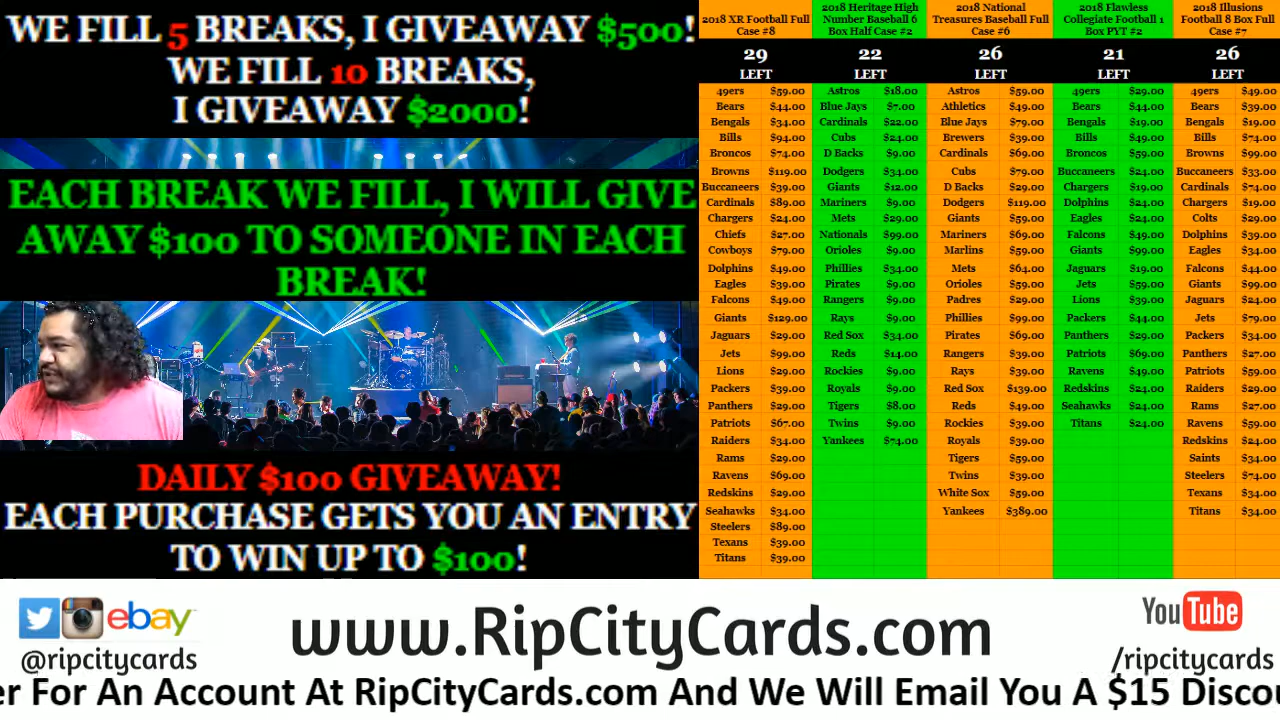 WE FILL 5 BREAKS, I GIVEAWAY $500!
WE FILL 10 BREAKS,
I GIVEAWAY $2000!
EACH BREAK WE FILL, I WILL GIVE
AWAY $100 TO SOMEONE IN EACH
BREAK!
DAILY $100 GIVEAWAY!
EACH PURCHASE GETS YOU AN ENTRY
TO WIN UP TO $100!
2018 XR Football Full
Case #8
29
LEFT
49ers $59.00
Bears $44.00
Bengals $34.00
Bills $94.00
Broncos $74.00
Browns $119.00
Buccaneers $39.00
Cardinals $89.00
Chargers $24.00
Chiefs $27.00
Cowboys $79.00
Dolphins $49.00
Eagles $39.00
Falcons $49.00
Giants $129.00
Jaguars $29.00
Jets $99.00
Lions $29.00
Packers $39.00
Panthers $29.00
Patriots $67.00
Raiders $34.00
Rams $29.00
Ravens $69.00
Redskins $29.00
Seahawks $34.00
Steelers $89.00
Texans $39.00
Titans $39.00
2018 Heritage High
Number Baseball 6
Box Half Case #2
22
LEFT
Astros $18.00
Blue Jays $7.00
Cardinals $22.00
Cubs $24.00
D Backs $9.00
Dodgers $34.00
Giants $12.00
Mariners $9.00
Mets $29.00
Nationals $99.00
Orioles $9.00
Phillies $34.00
Pirates $9.00
Rangers $9.00
Rays $9.00
Red Sox $34.00
Reds $14.00
Rockies $9.00
Royals $9.00
Tigers $8.00
Twins $9.00
Yankees $74.00
2018 National
Treasures Baseball Full
Case #6
26
LEFT
Astros $59.00
Athletics $49.00
Blue Jays $79.00
Brewers $39.00
Cardinals $69.00
Cubs $79.00
D Backs $29.00
Dodgers $119.00
Giants $59.00
Mariners $69.00
Marlins $59.00
Mets $64.00
Orioles $59.00
Padres $29.00
Phillies $99.00
Pirates $69.00
Rangers $39.00
Rays $39.00
Red Sox $139.00
Reds $49.00
Rockies $39.00
Royals $39.00
Tigers $59.00
Twins $39.00
White Sox $59.00
Yankees $389.00
2018 Flawless
Collegiate Football 1
Box PYT #2
21
LEFT
49ers $29.00
Bears $44.00
Bengals $19.00
Bills $49.00
Broncos $59.00
Buccaneers $24.00
Chargers $19.00
Dolphins $24.00
Eagles $24.00
Falcons $49.00
Giants $99.00
Jaguars $19.00
Jets $59.00
Lions $39.00
Packers $44.00
Panthers $29.00
Patriots $69.00
Ravens $49.00
Redskins $24.00
Seahawks $24.00
Titans $24.00
2018 Illusions
Football 8 Box Full
Case #7
26
LEFT
49ers $49.00
Bears $39.00
Bengals $19.00
Bills $74.00
Browns $99.00
Buccaneers $33.00
Cardinals $74.00
Chargers $19.00
Colts $29.00
Dolphins $39.00
Eagles $34.00
Falcons $44.00
Giants $99.00
Jaguars $24.00
Jets $79.00
Packers $34.00
Panthers $27.00
Patriots $59.00
Raiders $29.00
Rams $27.00
Ravens $59.00
Redskins $24.00
Saints $34.00
Steelers $74.00
Texans $34.00
Titans $34.00
ebay
@ripcitycards
www.RipCityCards.com
YouTube
/ripcitycards
er For An Account At RipCityCards.com And We Will Email You A $15 Disco